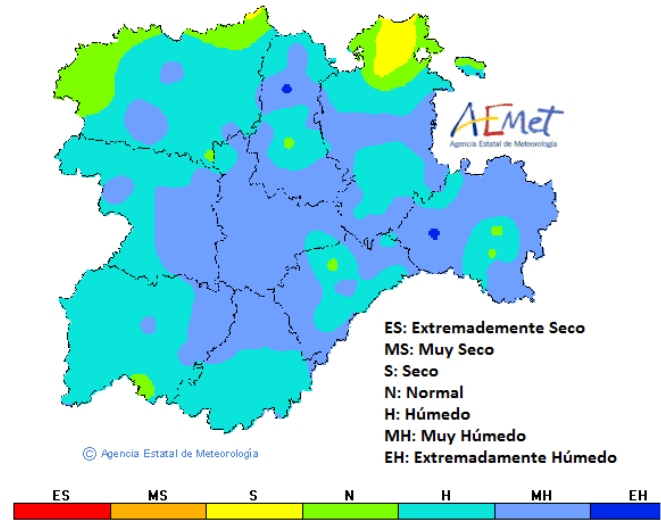 AEMet
Agencia Estatal de Meteorología
ES: Extremademente Seco
MS: Muy Seco
S: Seco
N: Normal
H: Húmedo
MH: Muy Húmedo
EH: Extremadamente Húmedo
© Agencia Estatal de Meteorología
ES MS S N H MH EH